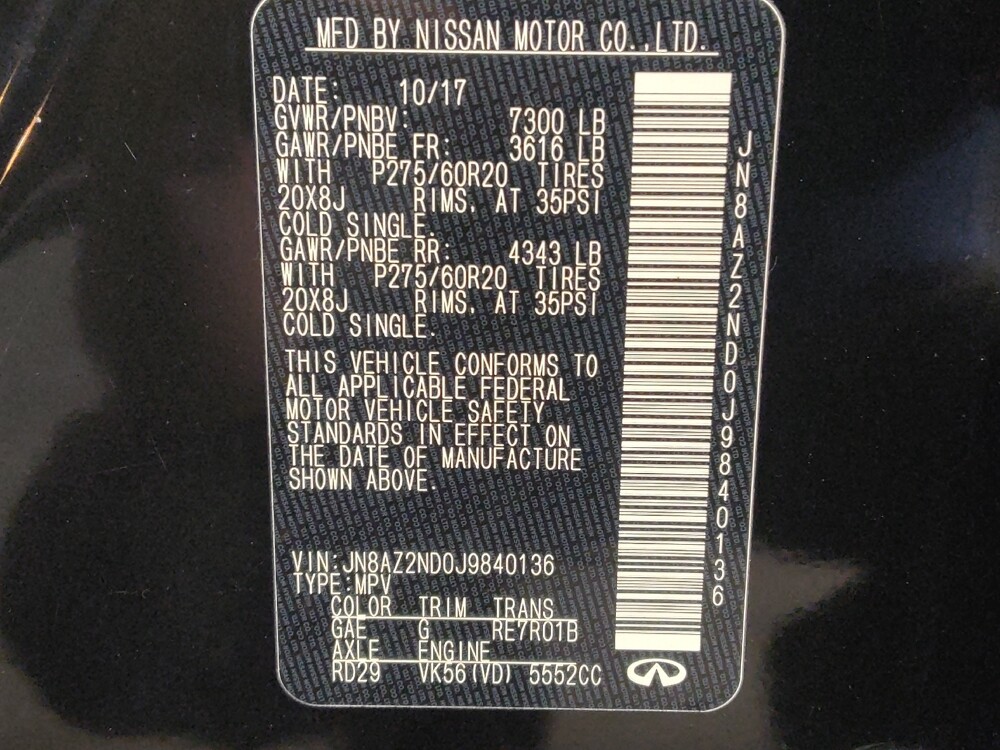 MFD BY NISSAN MOTOR CO.,LTD.
DATE: 10/17
GVWR/PNBV: 7300 LB
GAWR/PNBE FR: 3616 LB
WITH P275/60R20 TIRES
20X8J RIMS, AT 35PSI
COLD SINGLE.
GAWR/PNBE RR: 4343 LB
WITH P275/60R20 TIRES
20X8J RIMS, AT 35PSI
COLD SINGLE.
THIS VEHICLE CONFORMS TO
ALL APPLICABLE FEDERAL
MOTOR VEHICLE SAFETY
STANDARDS IN EFFECT ON
THE DATE OF MANUFACTURE
SHOWN ABOVE.
VIN:JN8AZ2ND0J9840136
TYPE:MPV
COLOR TRIM TRANS
GAE G RE7R01B
AXLE ENGINE
RD29 VK56(VD) 5552CC
JN8AZ2ND0J9840136